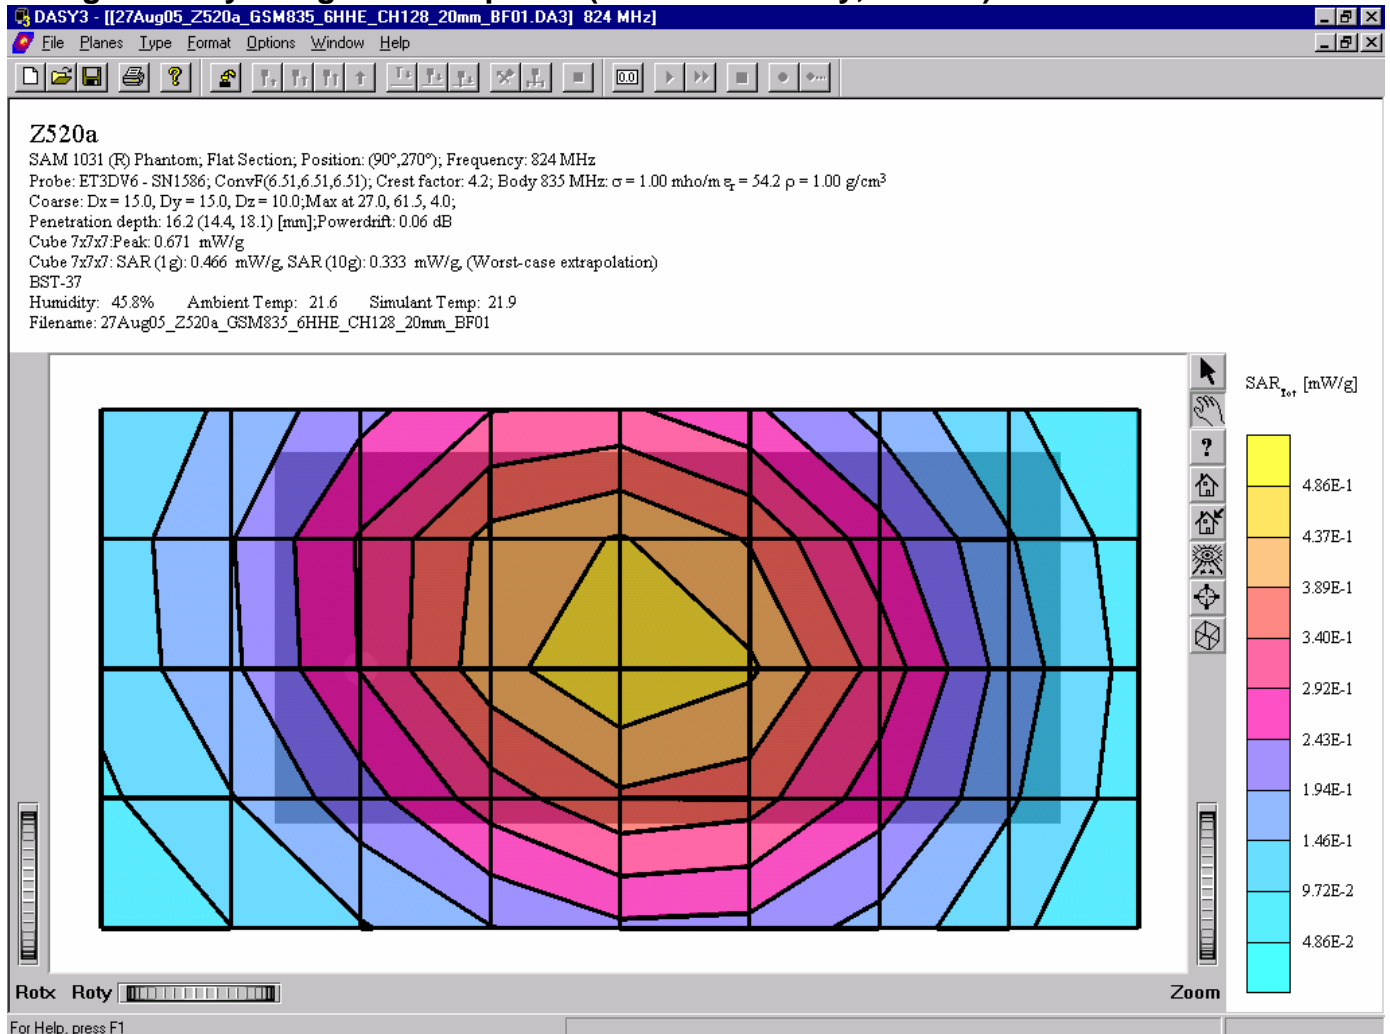 DASY3 - [[27Aug05_Z520a_GSM835_6HHE_CH128_20mm_BF01.DA3]  824 MHz]
File Planes Type Format Options Window Help
Z520a
SAM 1031 (R) Phantom; Flat Section; Position: (90°,270°); Frequency: 824 MHz
Probe: ET3DV6 - SN1586; ConvF(6.51,6.51,6.51); Crest factor: 4.2; Body 835 MHz: σ = 1.00 mho/m εr = 54.2 ρ = 1.00 g/cm³
Coarse: Dx = 15.0, Dy = 15.0, Dz = 10.0;Max at 27.0, 61.5, 4.0;
Penetration depth: 16.2 (14.4, 18.1) [mm];Powerdrift: 0.06 dB
Cube 7x7x7:Peak: 0.671 mW/g
Cube 7x7x7: SAR (1g): 0.466 mW/g, SAR (10g): 0.333 mW/g, (Worst-case extrapolation)
BST-37
Humidity: 45.8% Ambient Temp: 21.6 Simulant Temp: 21.9
Filename: 27Aug05_Z520a_GSM835_6HHE_CH128_20mm_BF01
SARTot [mW/g]
4.86E-1
4.37E-1
3.89E-1
3.40E-1
2.92E-1
2.43E-1
1.94E-1
1.46E-1
9.72E-2
4.86E-2
Rotx Roty
Zoom
For Help, press F1